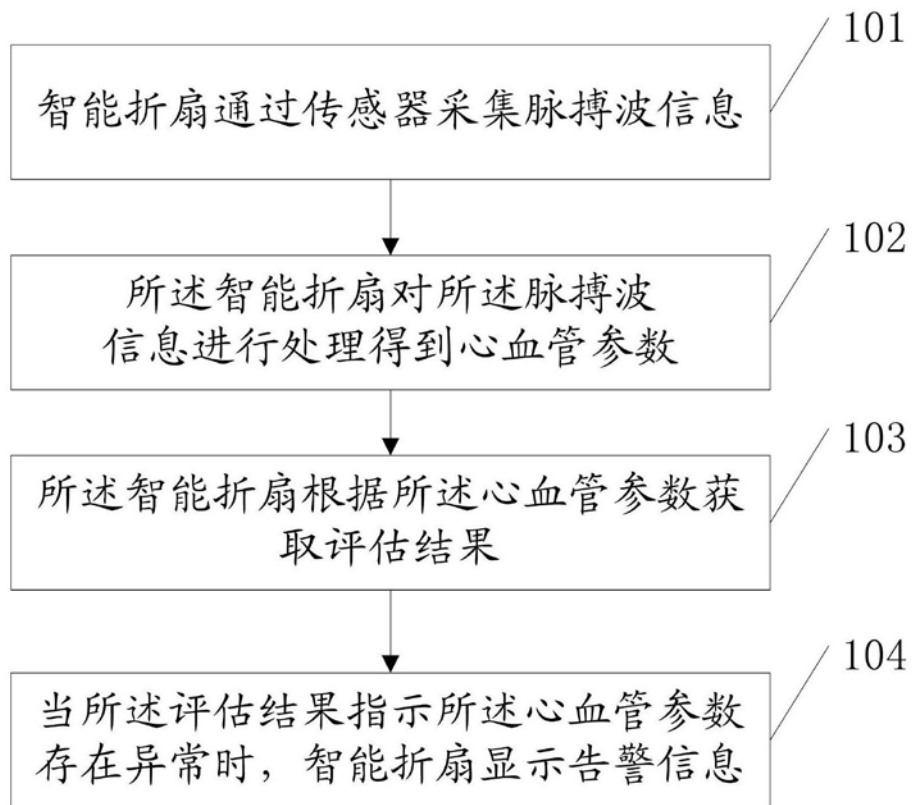 101
智能折扇通过传感器采集脉搏波信息
102
所述智能折扇对所述脉搏波
信息进行处理得到心血管参数
103
所述智能折扇根据所述心血管参数获
取评估结果
104
当所述评估结果指示所述心血管参数
存在异常时，智能折扇显示告警信息